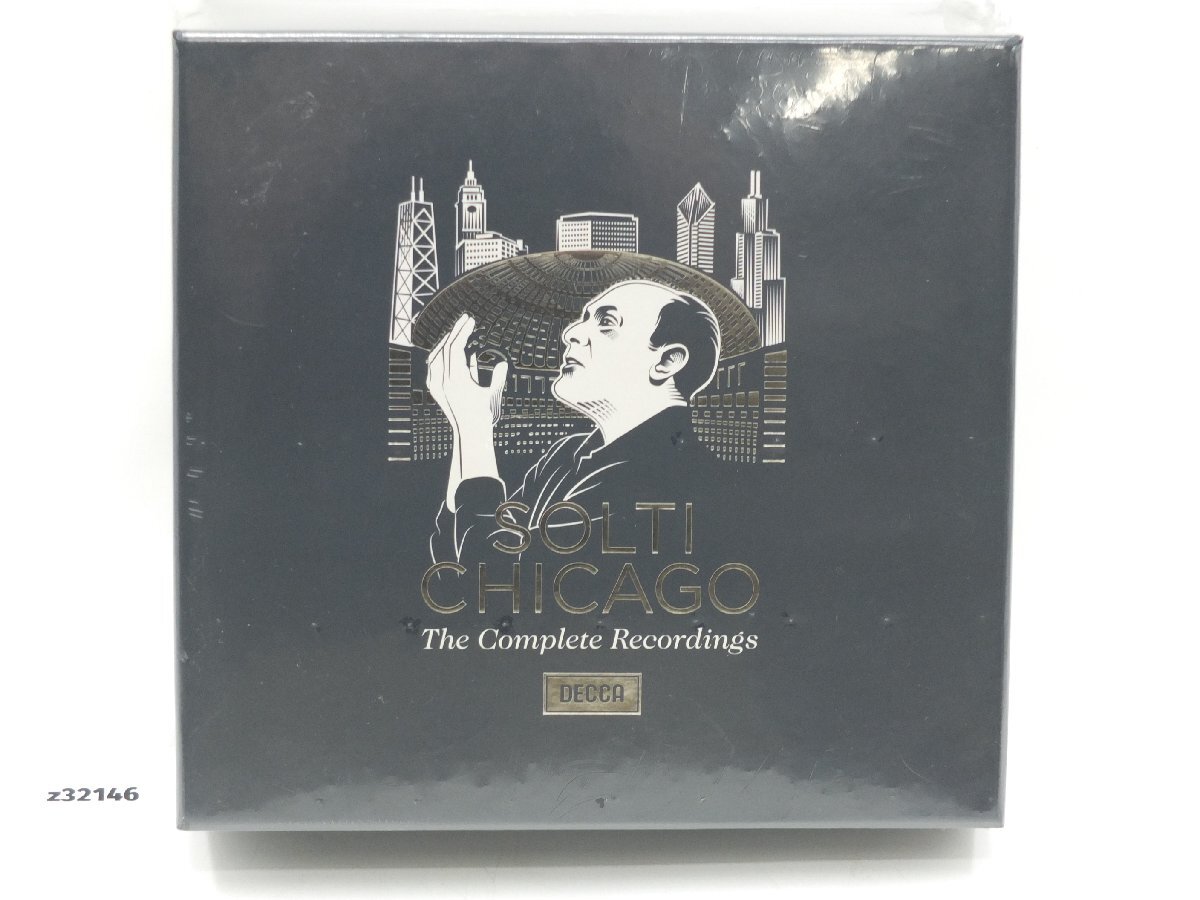 SOLTI
CHICAGO
The Complete Recordings
DECCA
z32146